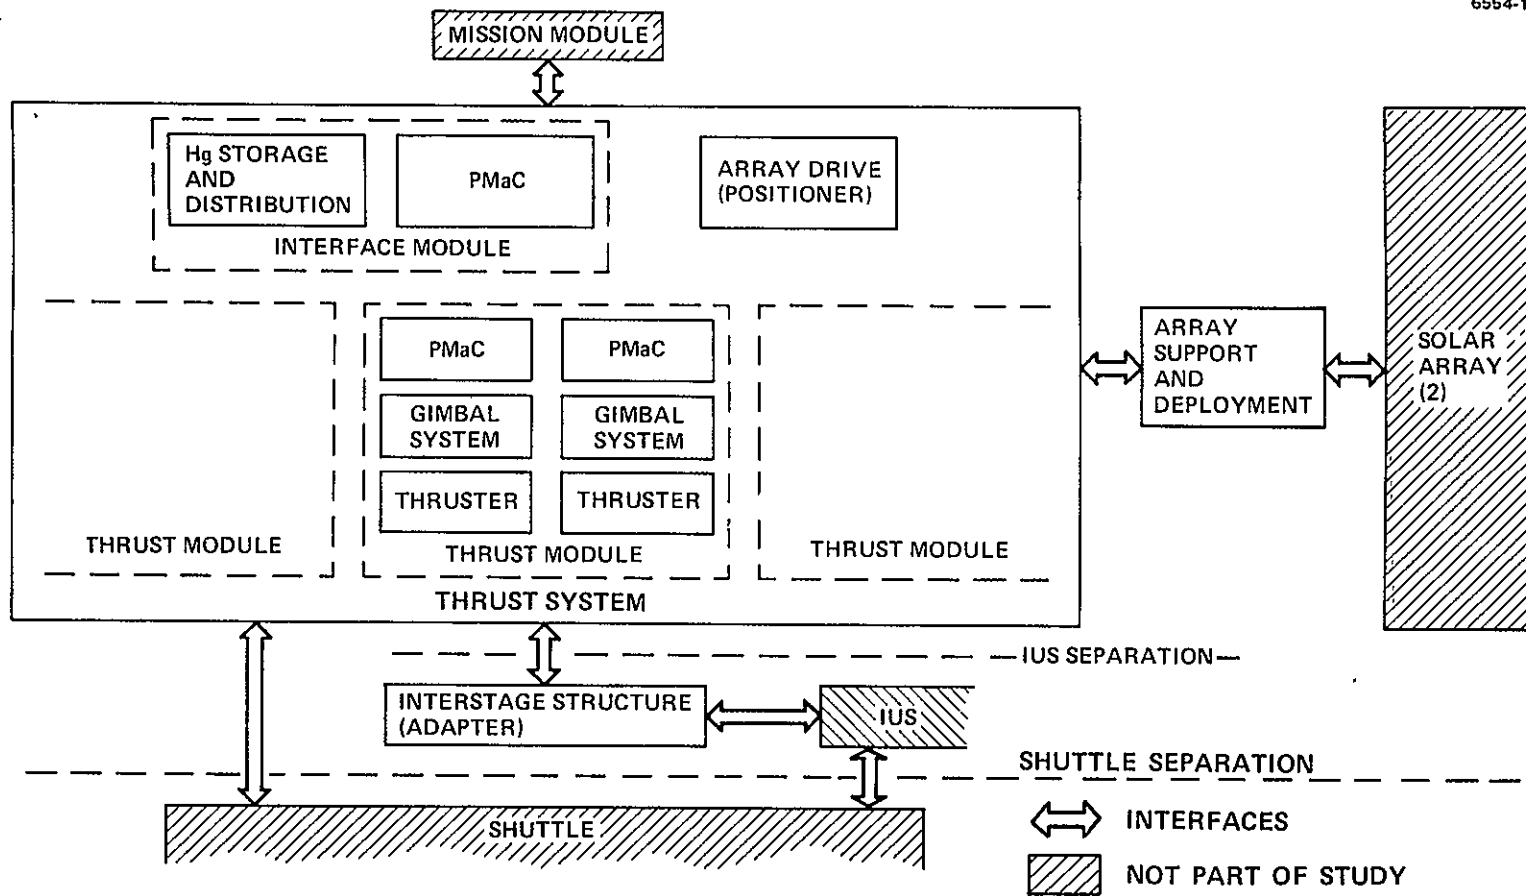 6554-1
MISSION MODULE
Hg STORAGE
AND
DISTRIBUTION
PMaC
INTERFACE MODULE
ARRAY DRIVE
(POSITIONER)
THRUST MODULE
PMaC
PMaC
GIMBAL
SYSTEM
GIMBAL
SYSTEM
THRUSTER
THRUSTER
THRUST MODULE
THRUST MODULE
THRUST SYSTEM
ARRAY
SUPPORT
AND
DEPLOYMENT
SOLAR
ARRAY
(2)
IUS SEPARATION
INTERSTAGE STRUCTURE
(ADAPTER)
IUS
SHUTTLE SEPARATION
SHUTTLE
INTERFACES
NOT PART OF STUDY